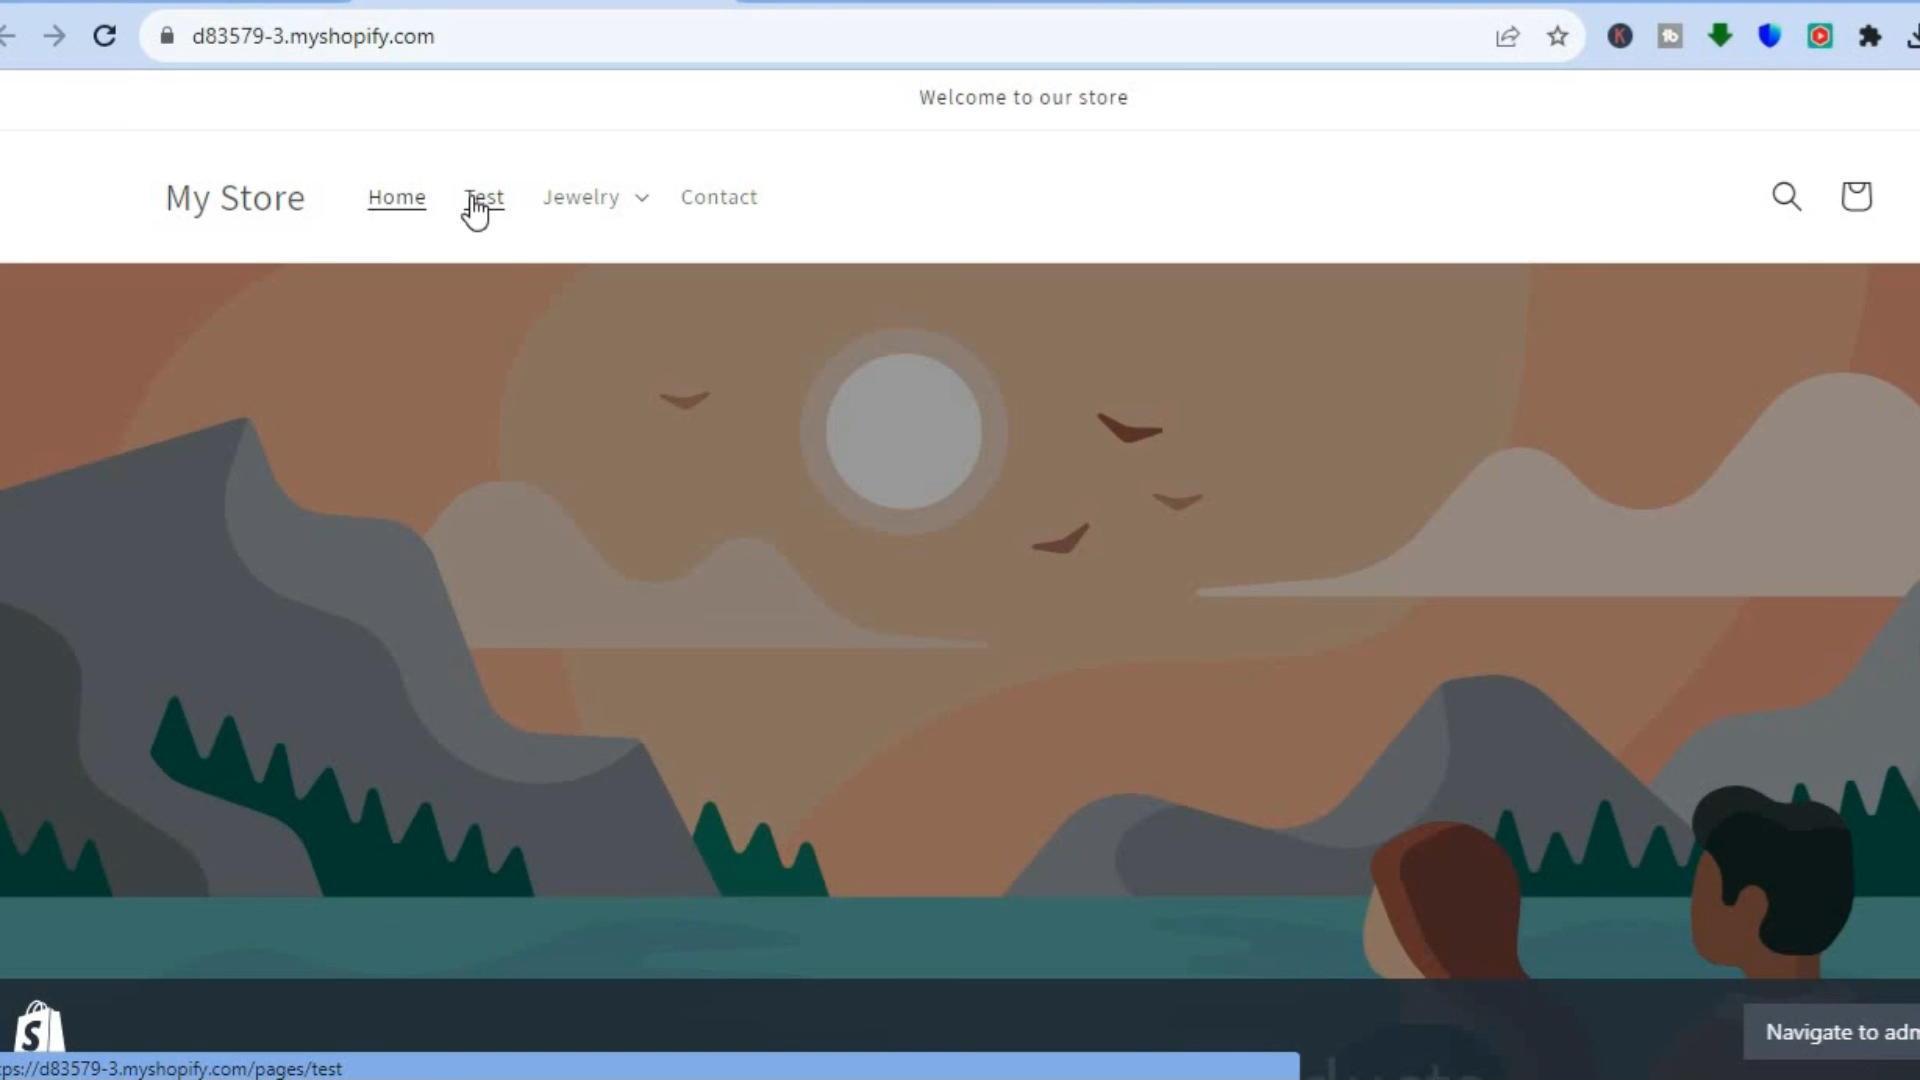 d83579-3.myshopify.com
Welcome to our store
My Store
Home
Test
Jewelry
Contact
Navigate to adm
tps://d83579-3.myshopify.com/pages/test